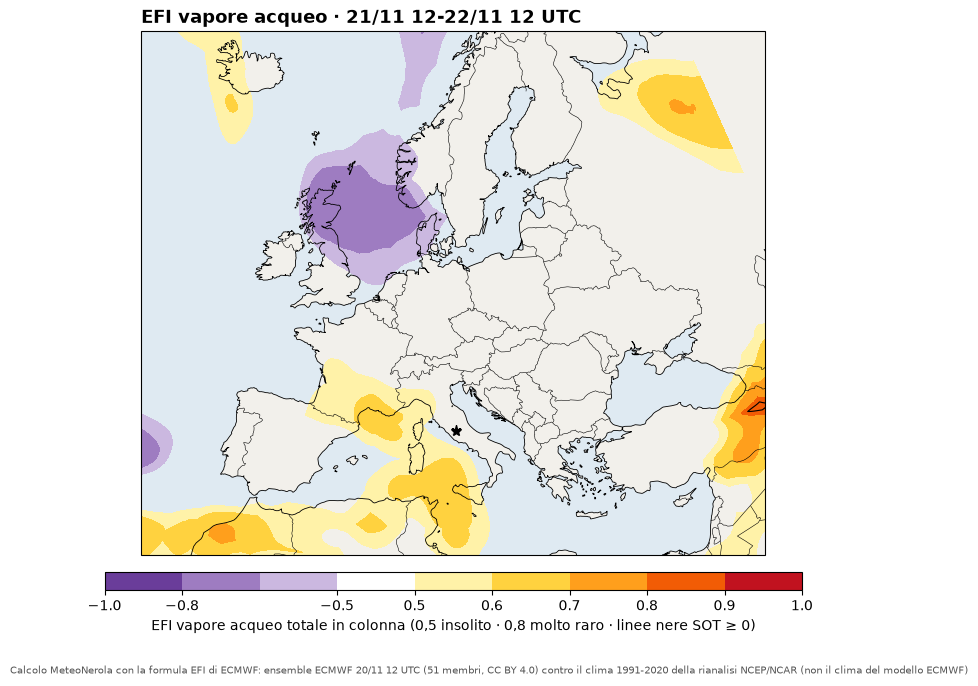 EFI vapore acqueo · 21/11 12-22/11 12 UTC
−1.0 −0.8 −0.5 0.5 0.6 0.7 0.8 0.9 1.0
EFI vapore acqueo totale in colonna (0,5 insolito · 0,8 molto raro · linee nere SOT ≥ 0)
Calcolo MeteoNerola con la formula EFI di ECMWF: ensemble ECMWF 20/11 12 UTC (51 membri, CC BY 4.0) contro il clima 1991-2020 della rianalisi NCEP/NCAR (non il clima del modello ECMWF)